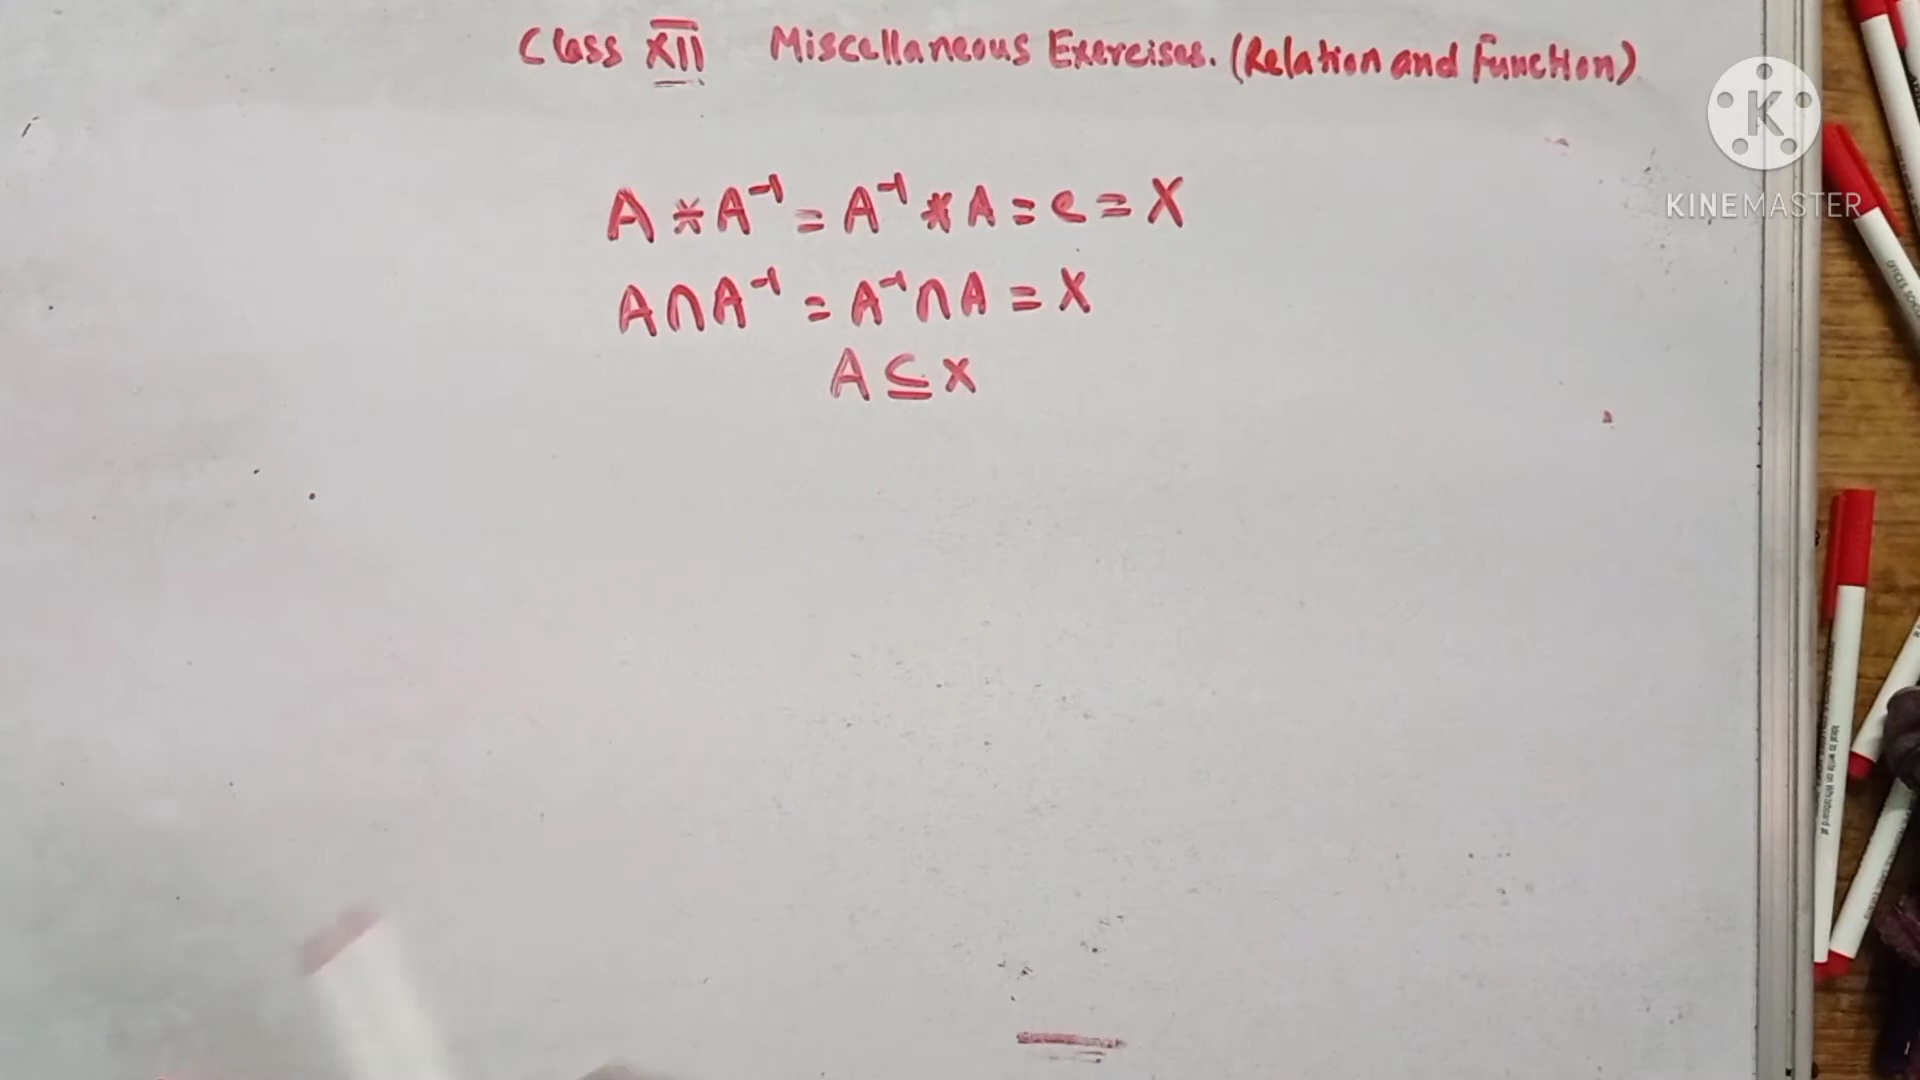 Class XII Miscellaneous Exercises. (Relation and Function)
A * A⁻¹ = A⁻¹ * A = e = X
A ∩ A⁻¹ = A⁻¹ ∩ A = X
A ⊆ X
K
KINEMASTER